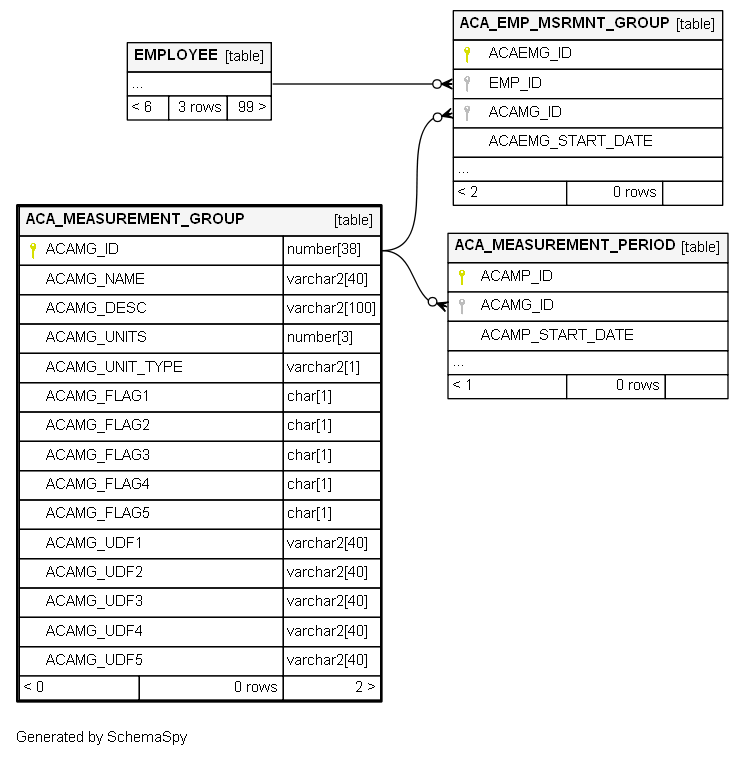 EMPLOYEE [table]
...
< 6 3 rows 99 >
ACA_EMP_MSRMNT_GROUP [table]
ACAEMG_ID
EMP_ID
ACAMG_ID
ACAEMG_START_DATE
...
< 2 0 rows
ACA_MEASUREMENT_GROUP [table]
ACAMG_ID number[38]
ACAMG_NAME varchar2[40]
ACAMG_DESC varchar2[100]
ACAMG_UNITS number[3]
ACAMG_UNIT_TYPE varchar2[1]
ACAMG_FLAG1 char[1]
ACAMG_FLAG2 char[1]
ACAMG_FLAG3 char[1]
ACAMG_FLAG4 char[1]
ACAMG_FLAG5 char[1]
ACAMG_UDF1 varchar2[40]
ACAMG_UDF2 varchar2[40]
ACAMG_UDF3 varchar2[40]
ACAMG_UDF4 varchar2[40]
ACAMG_UDF5 varchar2[40]
< 0 0 rows 2 >
ACA_MEASUREMENT_PERIOD [table]
ACAMP_ID
ACAMG_ID
ACAMP_START_DATE
...
< 1 0 rows
Generated by SchemaSpy